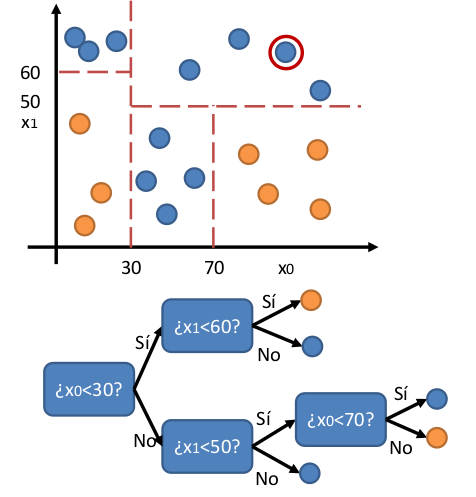 60
50
x1
30
70
x0
Sí
¿x1<60?
No
Sí
¿x0<30?
No
Sí
¿x1<50?
No
Sí
¿x0<70?
No